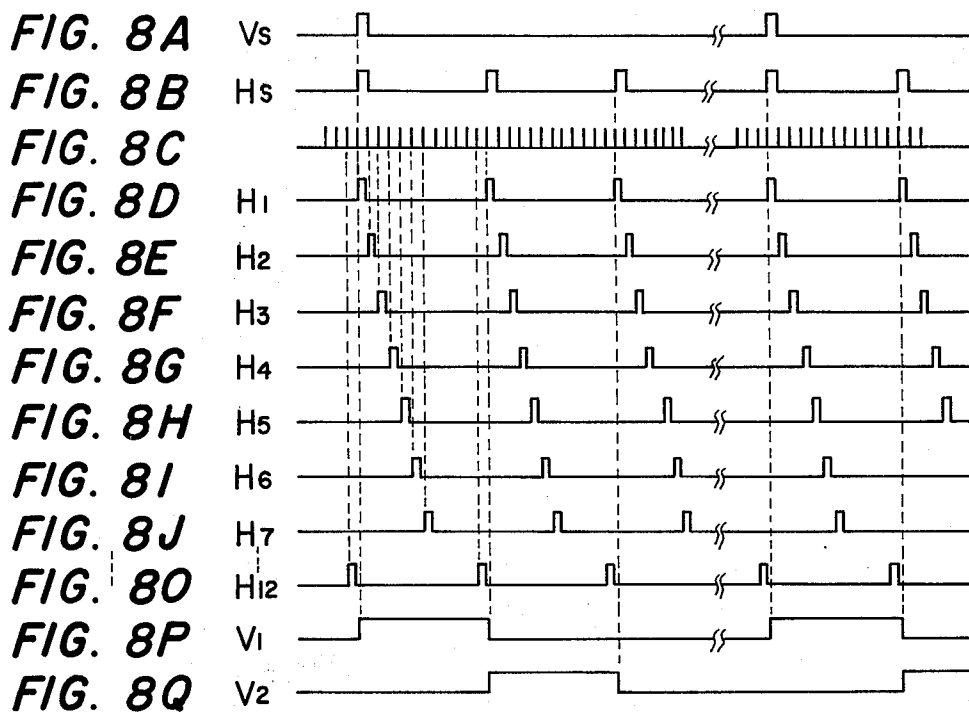 FIG. 8A Vs
FIG. 8B Hs
FIG. 8C
FIG. 8D H1
FIG. 8E H2
FIG. 8F H3
FIG. 8G H4
FIG. 8H H5
FIG. 8I H6
FIG. 8J H7
FIG. 8O H12
FIG. 8P V1
FIG. 8Q V2